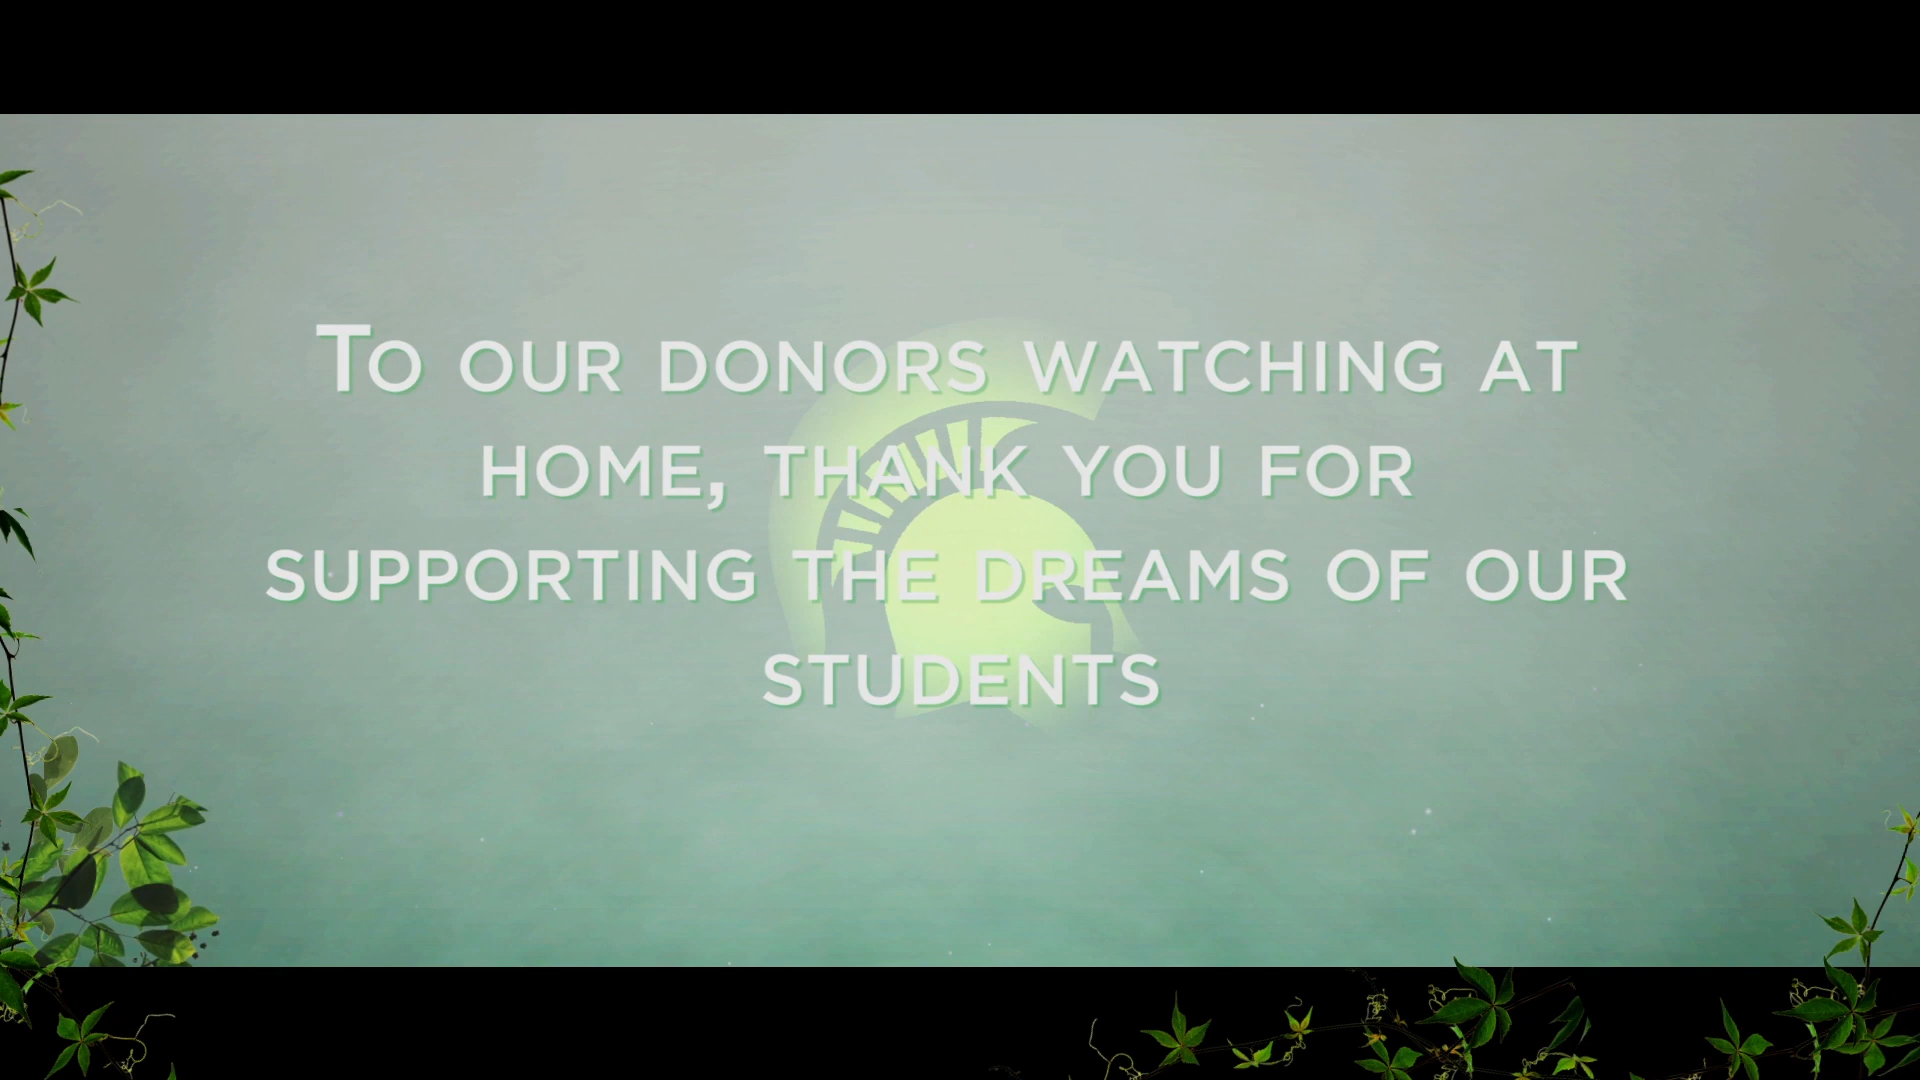 To our donors watching at
home, thank you for
supporting the dreams of our
students